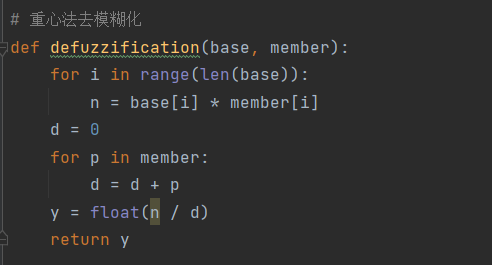 # 重心法去模糊化
def defuzzification(base, member):
    for i in range(len(base)):
        n = base[i] * member[i]
    d = 0
    for p in member:
        d = d + p
    y = float(n / d)
    return y